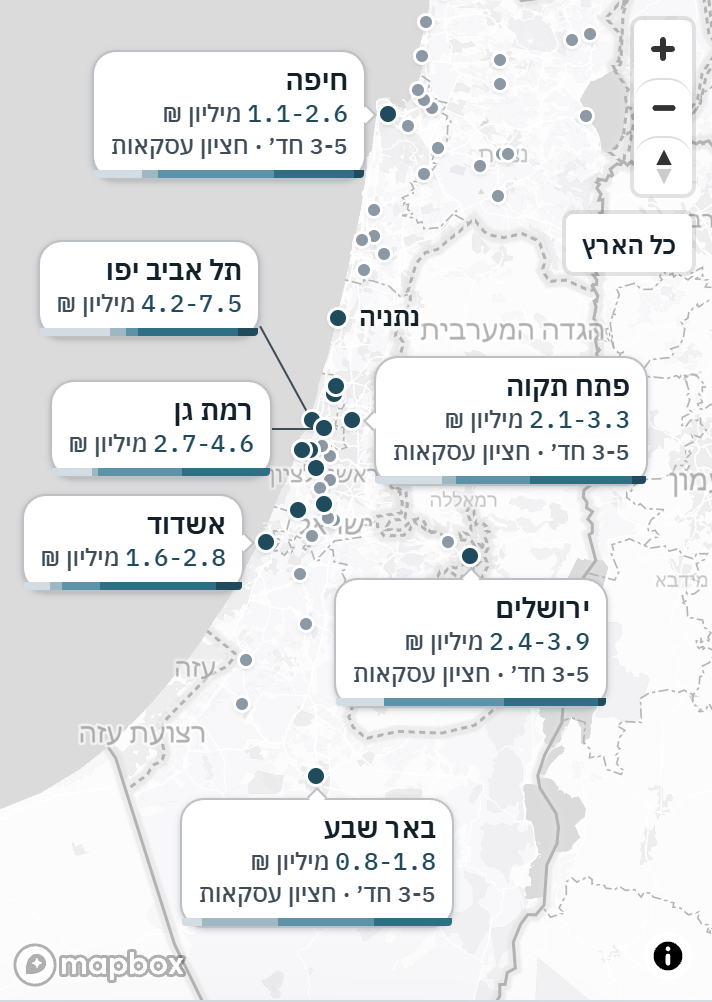 חיפה
1.1-2.6 מיליון ₪
3-5 חד׳ · חציון עסקאות
כל הארץ
תל אביב יפו
4.2-7.5 מיליון ₪
נתניה
הגדה המערבית
פתח תקווה
2.1-3.3 מיליון ₪
3-5 חד׳ · חציון עסקאות
רמת גן
2.7-4.6 מיליון ₪
רמאללה
ישראל
אשדוד
1.6-2.8 מיליון ₪
מידבא
ירושלים
2.4-3.9 מיליון ₪
3-5 חד׳ · חציון עסקאות
עזה
רצועת עזה
באר שבע
0.8-1.8 מיליון ₪
3-5 חד׳ · חציון עסקאות
mapbox